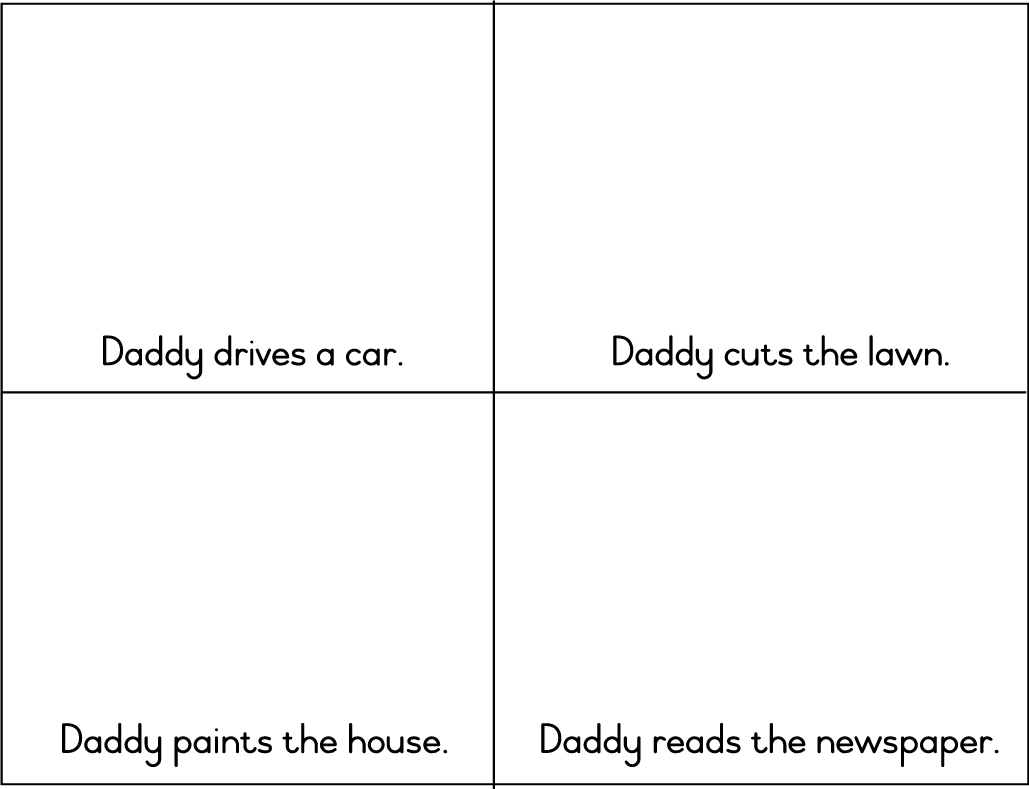 Daddy drives a car.
Daddy cuts the lawn.
Daddy paints the house.
Daddy reads the newspaper.